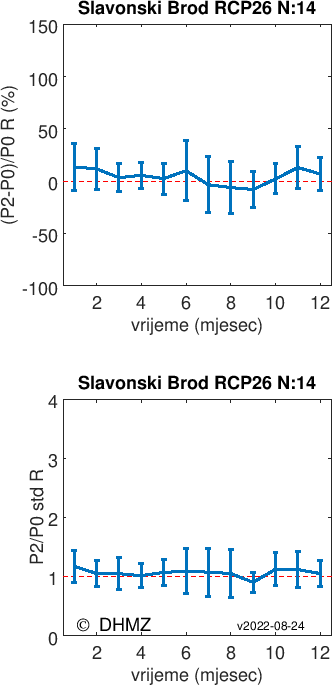 Slavonski Brod RCP26 N:14
150
100
50
0
-50
-100
(P2-P0)/P0 R (%)
2 4 6 8 10 12
vrijeme (mjesec)
Slavonski Brod RCP26 N:14
4
3
2
1
0
P2/P0 std R
© DHMZ
v2022-08-24
2 4 6 8 10 12
vrijeme (mjesec)